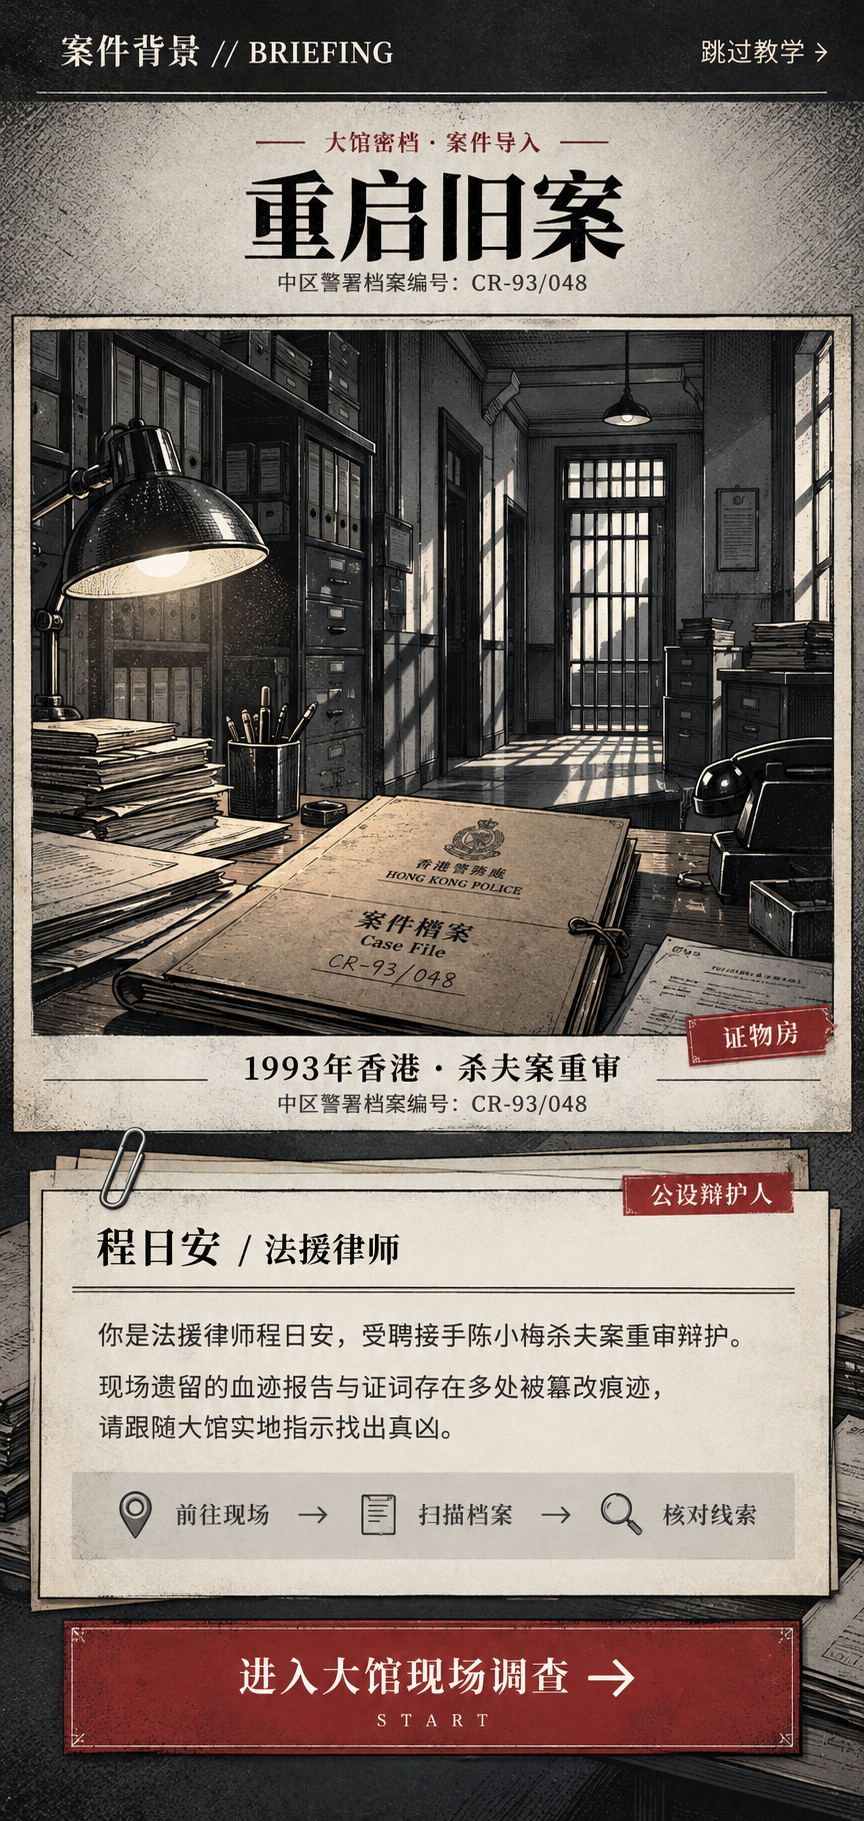 案件背景 // BRIEFING
跳过教学 →
大馆密档 · 案件导入
重启旧案
中区警署档案编号：CR-93/048
HONG KONG POLICE
案件檔案
Case File
CR-93/048
证物房
1993年香港 · 杀夫案重审
中区警署档案编号：CR-93/048
公设辩护人
程日安 / 法援律师
你是法援律师程日安，受聘接手陈小梅杀夫案重审辩护。
现场遗留的血迹报告与证词存在多处被篡改痕迹，
请跟随大馆实地指示找出真凶。
前往现场 → 扫描档案 → 核对线索
进入大馆现场调查 →
START